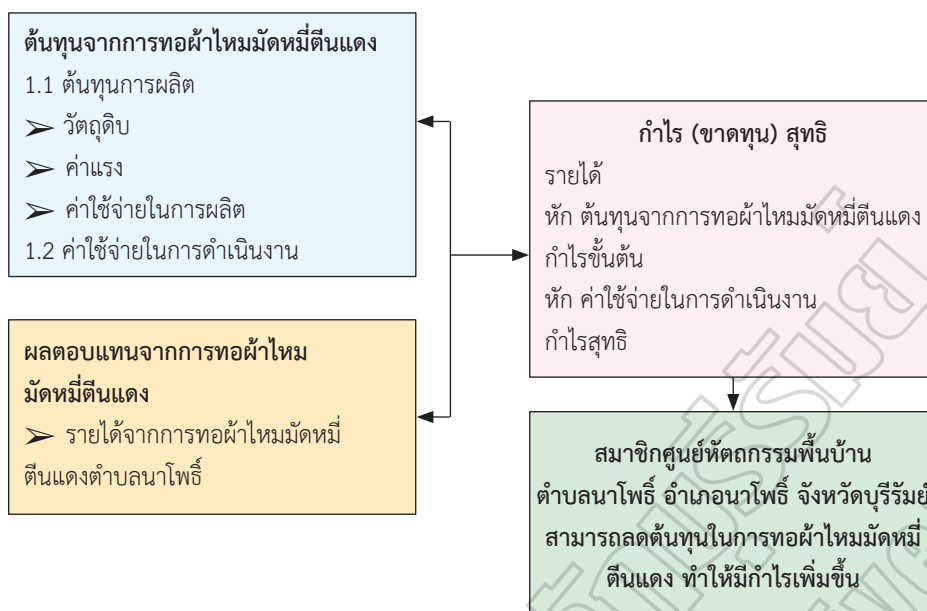 ต้นทุนจากการทอผ้าไหมมัดหมี่ตีนแดง
1.1 ต้นทุนการผลิต
➢ วัตถุดิบ
➢ ค่าแรง
➢ ค่าใช้จ่ายในการผลิต
1.2 ค่าใช้จ่ายในการดำเนินงาน
ผลตอบแทนจากการทอผ้าไหม
มัดหมี่ตีนแดง
➢ รายได้จากการทอผ้าไหมมัดหมี่
ตีนแดงตำบลนาโพธิ์
กำไร (ขาดทุน) สุทธิ
รายได้
หัก ต้นทุนจากการทอผ้าไหมมัดหมี่ตีนแดง
กำไรขั้นต้น
หัก ค่าใช้จ่ายในการดำเนินงาน
กำไรสุทธิ
สมาชิกศูนย์หัตถกรรมพื้นบ้าน
ตำบลนาโพธิ์ อำเภอนาโพธิ์ จังหวัดบุรีรัมย์
สามารถลดต้นทุนในการทอผ้าไหมมัดหมี่
ตีนแดง ทำให้มีกำไรเพิ่มขึ้น